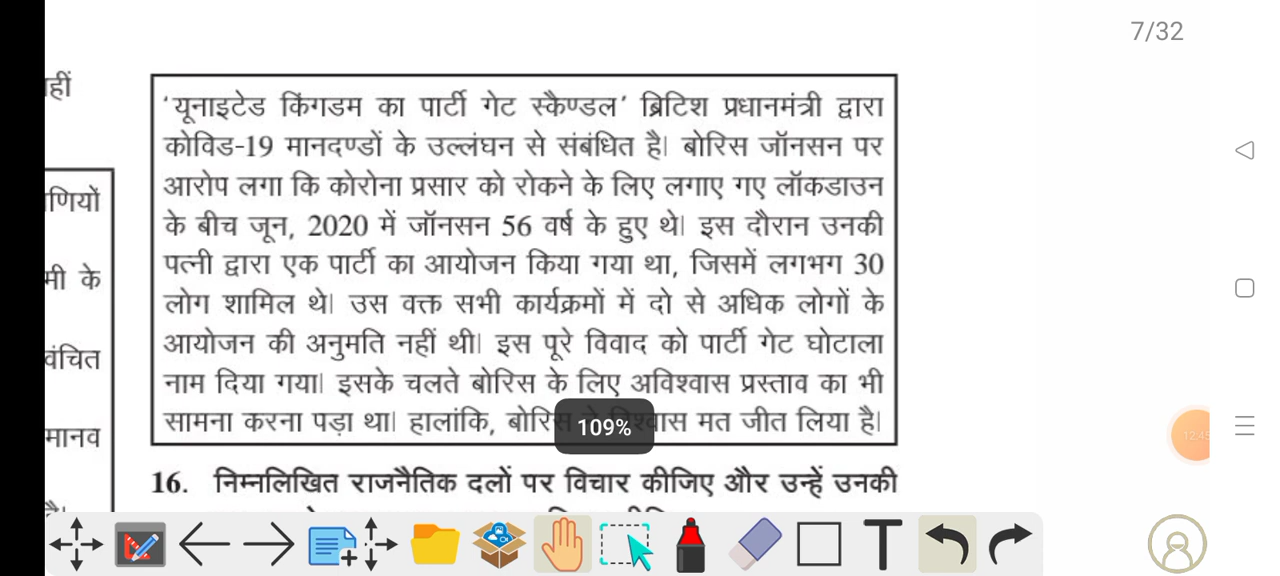 7/32
हीं
'यूनाइटेड किंगडम का पार्टी गेट स्कैण्डल' ब्रिटिश प्रधानमंत्री द्वारा
कोविड-19 मानदण्डों के उल्लंघन से संबंधित है। बोरिस जॉनसन पर
आरोप लगा कि कोरोना प्रसार को रोकने के लिए लगाए गए लॉकडाउन
के बीच जून, 2020 में जॉनसन 56 वर्ष के हुए थे। इस दौरान उनकी
पत्नी द्वारा एक पार्टी का आयोजन किया गया था, जिसमें लगभग 30
लोग शामिल थे। उस वक्त सभी कार्यक्रमों में दो से अधिक लोगों के
आयोजन की अनुमति नहीं थी। इस पूरे विवाद को पार्टी गेट घोटाला
नाम दिया गया। इसके चलते बोरिस के लिए अविश्वास प्रस्ताव का भी
सामना करना पड़ा था। हालांकि, बोरिस ने विश्वास मत जीत लिया है।
109%
णियों
मी के
वंचित
मानव
16. निम्नलिखित राजनैतिक दलों पर विचार कीजिए और उन्हें उनकी
T